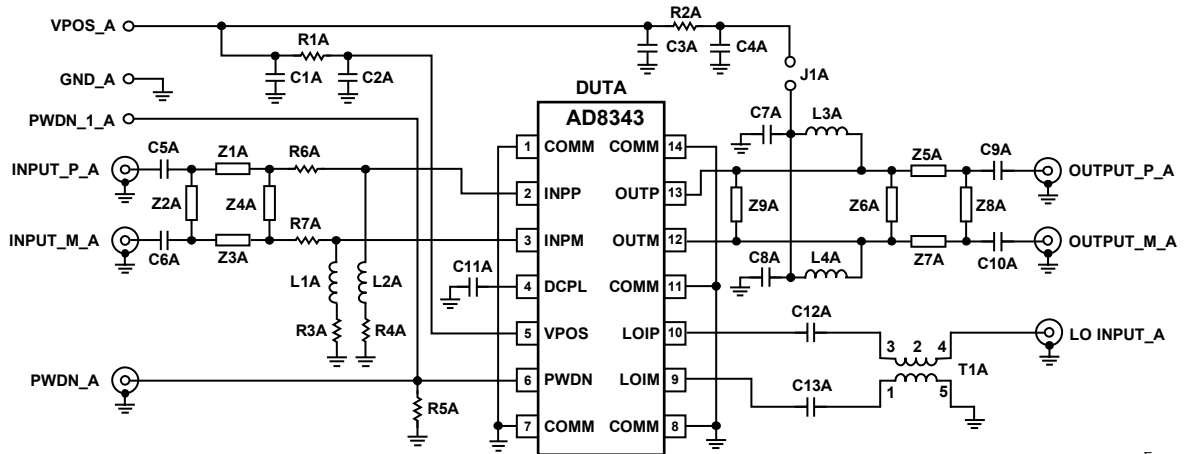 VPOS_A
R2A
R1A
C3A
C4A
C1A
C2A
J1A
GND_A
DUTA
AD8343
C7A
L3A
PWDN_1_A
C5A
Z1A
R6A
1
COMM
COMM
14
Z5A
C9A
INPUT_P_A
OUTPUT_P_A
2
INPP
OUTP
13
Z2A
Z4A
Z9A
Z6A
Z8A
R7A
INPUT_M_A
3
INPM
OUTM
12
OUTPUT_M_A
C6A
Z3A
C8A
L4A
Z7A
C10A
C11A
L1A
L2A
4
DCPL
COMM
11
C12A
R3A
R4A
5
VPOS
LOIP
10
LO INPUT_A
3
2
4
T1A
PWDN_A
6
PWDN
LOIM
9
C13A
1
5
R5A
7
COMM
COMM
8